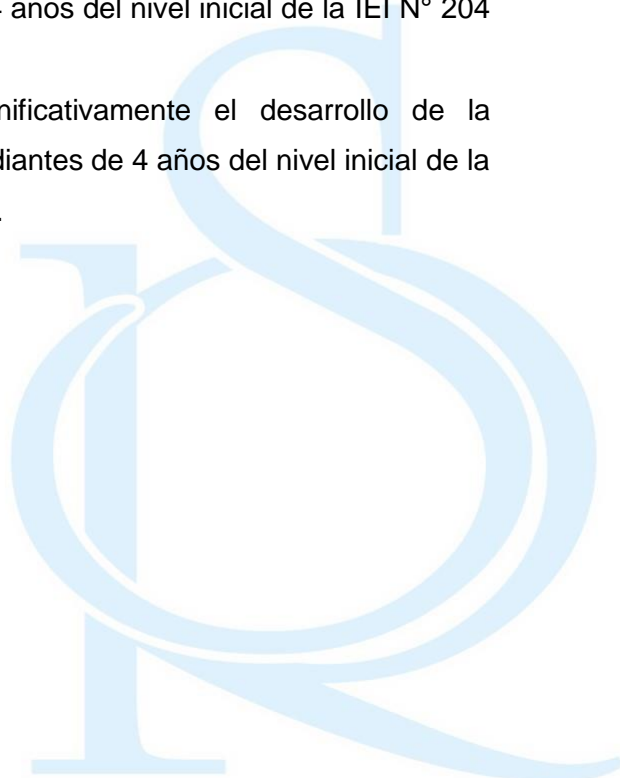 años del nivel inicial de la IEI N° 204
nificativamente el desarrollo de la
diantes de 4 años del nivel inicial de la
.